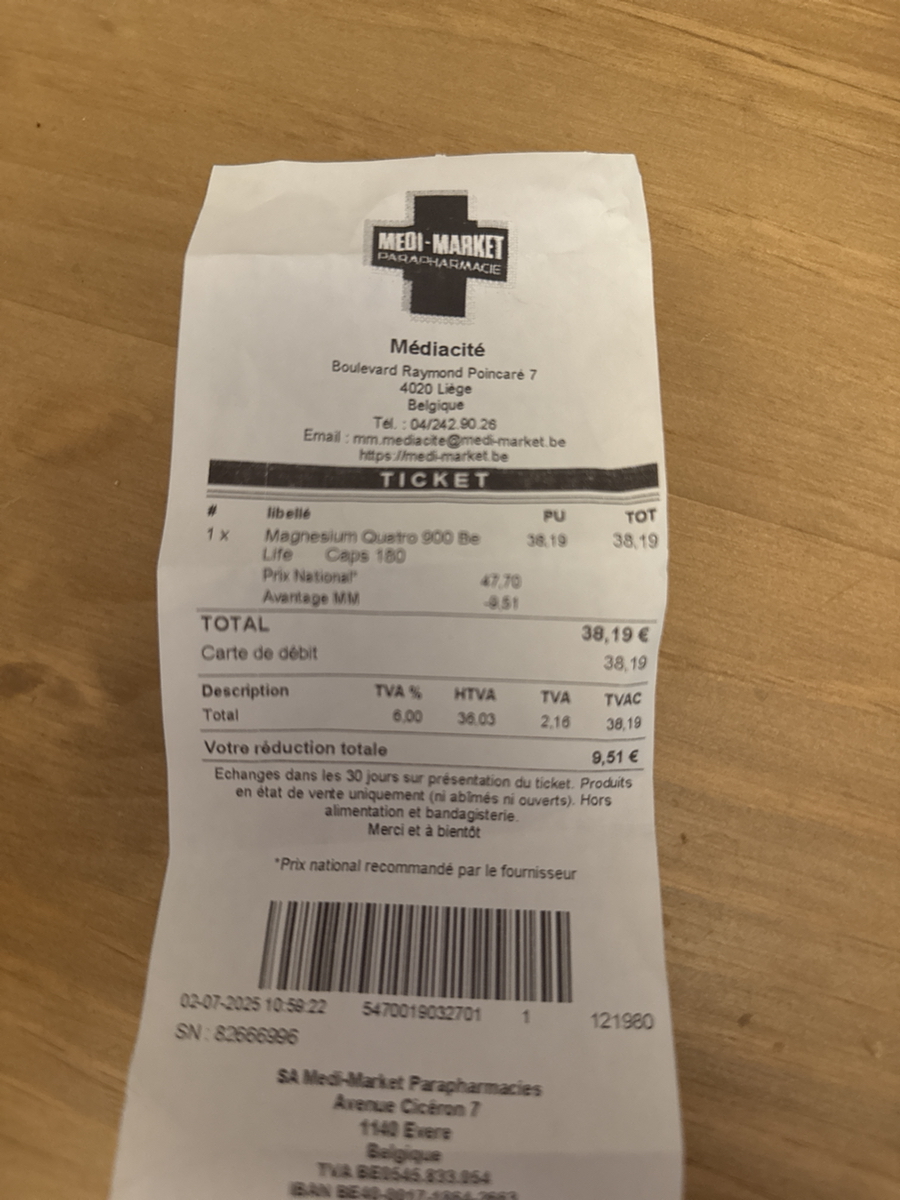 MEDI-MARKET
PARAPHARMACIE
Médiacité
Boulevard Raymond Poincaré 7
4020 Liège
Belgique
Tél. : 04/242.90.26
Email : mm.mediacite@medi-market.be
https://medi-market.be
TICKET
# libellé PU TOT
1 x Magnesium Quatro 900 Be 38,19 38,19
Life Caps 180
Prix National* 47,70
Avantage MM -9,51
TOTAL 38,19 €
Carte de débit 38,19
Description TVA % HTVA TVA TVAC
Total 6,00 36,03 2,16 38,19
Votre réduction totale 9,51 €
Echanges dans les 30 jours sur présentation du ticket. Produits
en état de vente uniquement (ni abîmés ni ouverts). Hors
alimentation et bandagisterie.
Merci et à bientôt
*Prix national recommandé par le fournisseur
02-07-2025 10:59:22 5470019032701 1 121980
SN : 82666996
SA Medi-Market Parapharmacies
Avenue Cicéron 7
1140 Evere
Belgique
TVA BE0545.833.954
IBAN